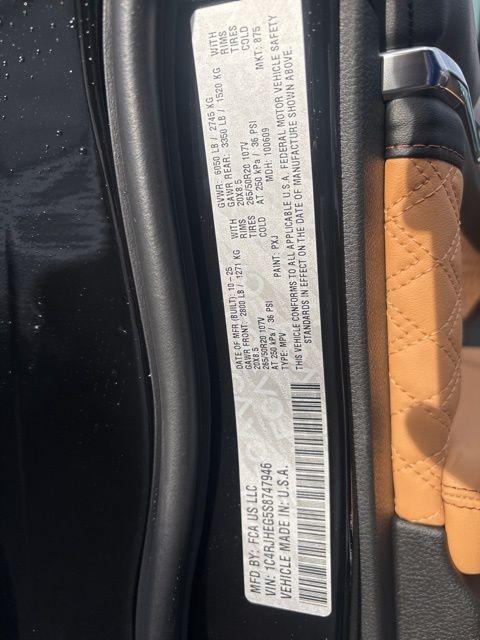 MFD BY: FCA US LLC
VIN: 1C4RJHEG5S8747946
VEHICLE MADE IN: U.S.A.
DATE OF MFR (BUILT): 10-25
GAWR FRONT: 2800 LB / 1271 KG WITH
20X8.5 RIMS
265/50R20 107V TIRES
AT 250 kPa / 36 PSI COLD
TYPE: MPV PAINT: PXJ
GVWR: 6050 LB / 2745 KG
GAWR REAR: 3350 LB / 1520 KG WITH
20X8.5 RIMS
265/50R20 107V TIRES
AT 250 kPa / 36 PSI COLD
MDH: 100609 MKT: 875
THIS VEHICLE CONFORMS TO ALL APPLICABLE U.S.A. FEDERAL MOTOR VEHICLE SAFETY
STANDARDS IN EFFECT ON THE DATE OF MANUFACTURE SHOWN ABOVE.